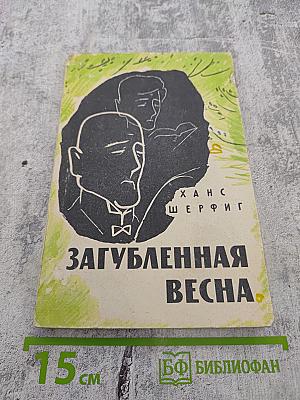 ХАНС
ШЕРФИГ
ЗАГУБЛЕННАЯ
ВЕСНА
15 см
БФ БИБЛИОФАН